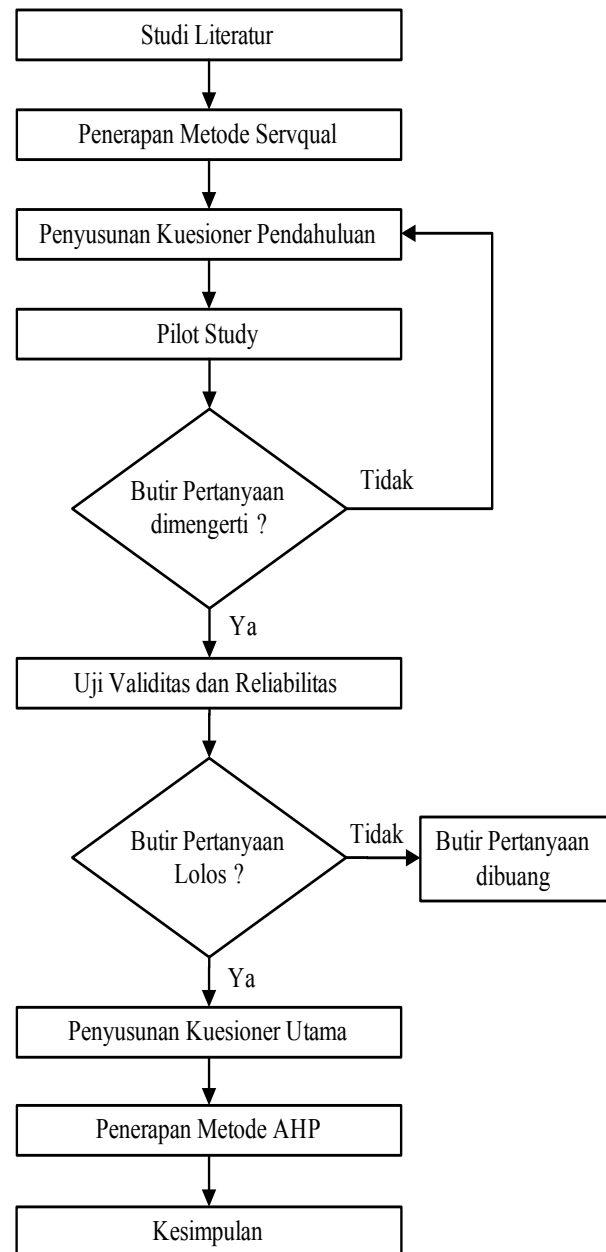 Studi Literatur
Penerapan Metode Servqual
Penyusunan Kuesioner Pendahuluan
Pilot Study
Butir Pertanyaan
dimengerti ?
Tidak
Ya
Uji Validitas dan Reliabilitas
Butir Pertanyaan
Lolos ?
Tidak
Butir Pertanyaan
dibuang
Ya
Penyusunan Kuesioner Utama
Penerapan Metode AHP
Kesimpulan